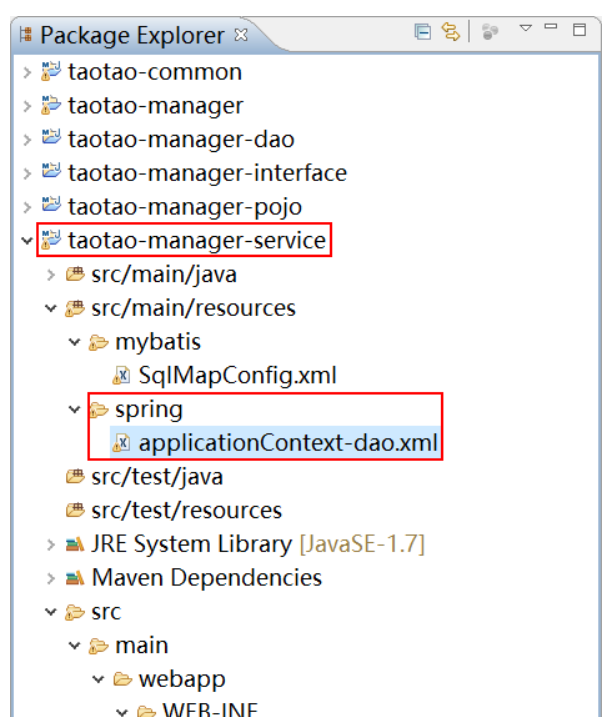 Package Explorer
taotao-common
taotao-manager
taotao-manager-dao
taotao-manager-interface
taotao-manager-pojo
taotao-manager-service
src/main/java
src/main/resources
mybatis
SqlMapConfig.xml
spring
applicationContext-dao.xml
src/test/java
src/test/resources
JRE System Library [JavaSE-1.7]
Maven Dependencies
src
main
webapp
WEB-INF